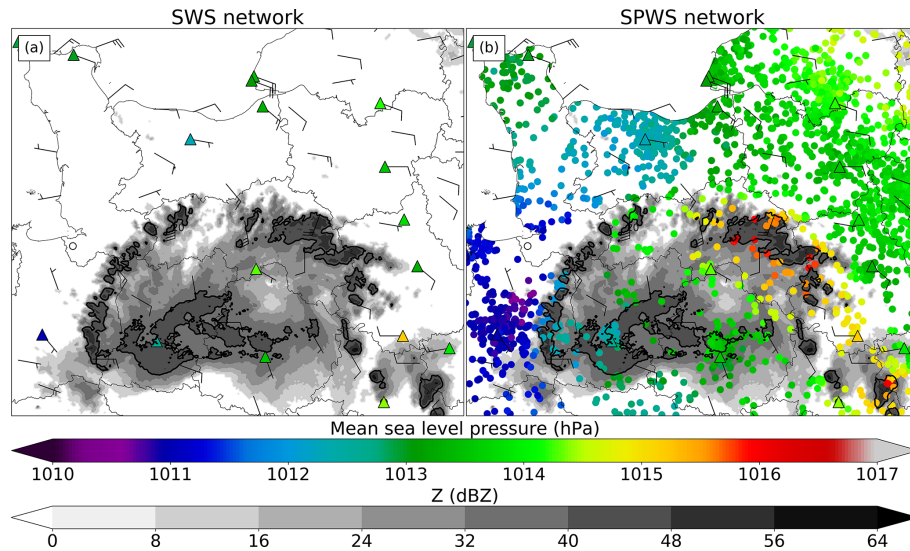 SWS network
SPWS network
(a)
(b)
Mean sea level pressure (hPa)
1010 1011 1012 1013 1014 1015 1016 1017
Z (dBZ)
0 8 16 24 32 40 48 56 64